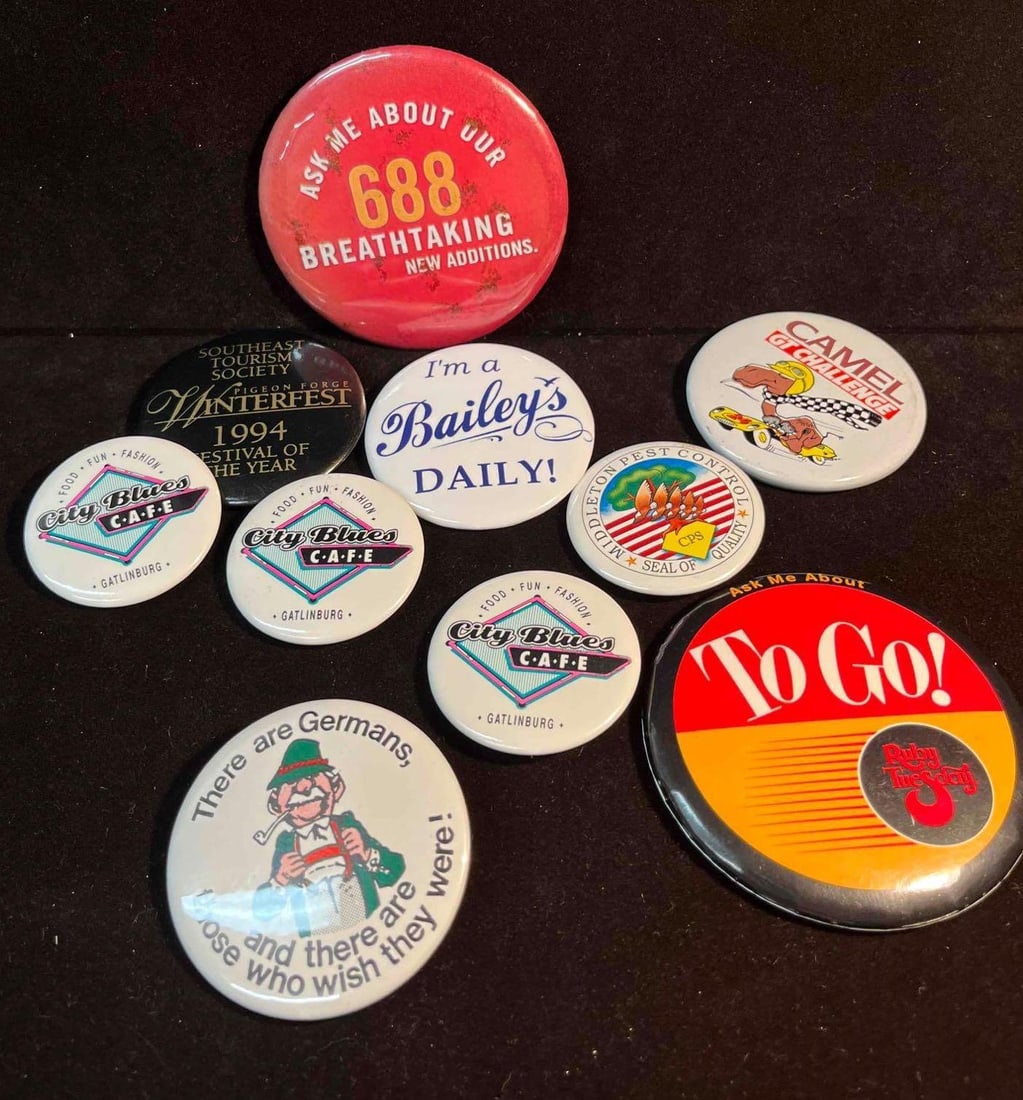 ASK ME ABOUT OUR
688
BREATHTAKING
NEW ADDITIONS.
SOUTHEAST
TOURISM
SOCIETY
PIGEON FORGE
WINTERFEST
1994
FESTIVAL OF
THE YEAR
I'm a
Bailey's
DAILY!
CAMEL
GT CHALLENGE
• FOOD • FUN • FASHION •
City Blues
C•A•F•E
• GATLINBURG •
• FOOD • FUN • FASHION •
City Blues
C•A•F•E
• GATLINBURG •
MIDDLETON PEST CONTROL
CPS
SEAL OF QUALITY
• FOOD • FUN • FASHION •
City Blues
C•A•F•E
• GATLINBURG •
Ask Me About
To Go!
Ruby
Tuesday
There are Germans,
and there are
those who wish they were!